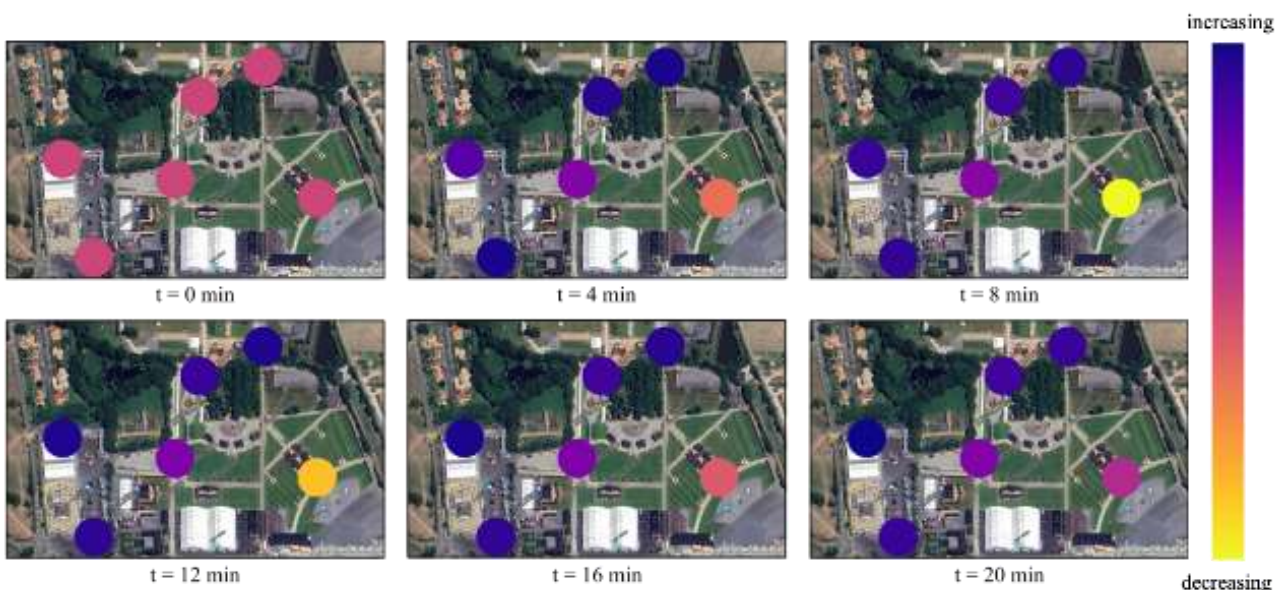 increasing
t = 0 min
t = 4 min
t = 8 min
t = 12 min
t = 16 min
t = 20 min
decreasing